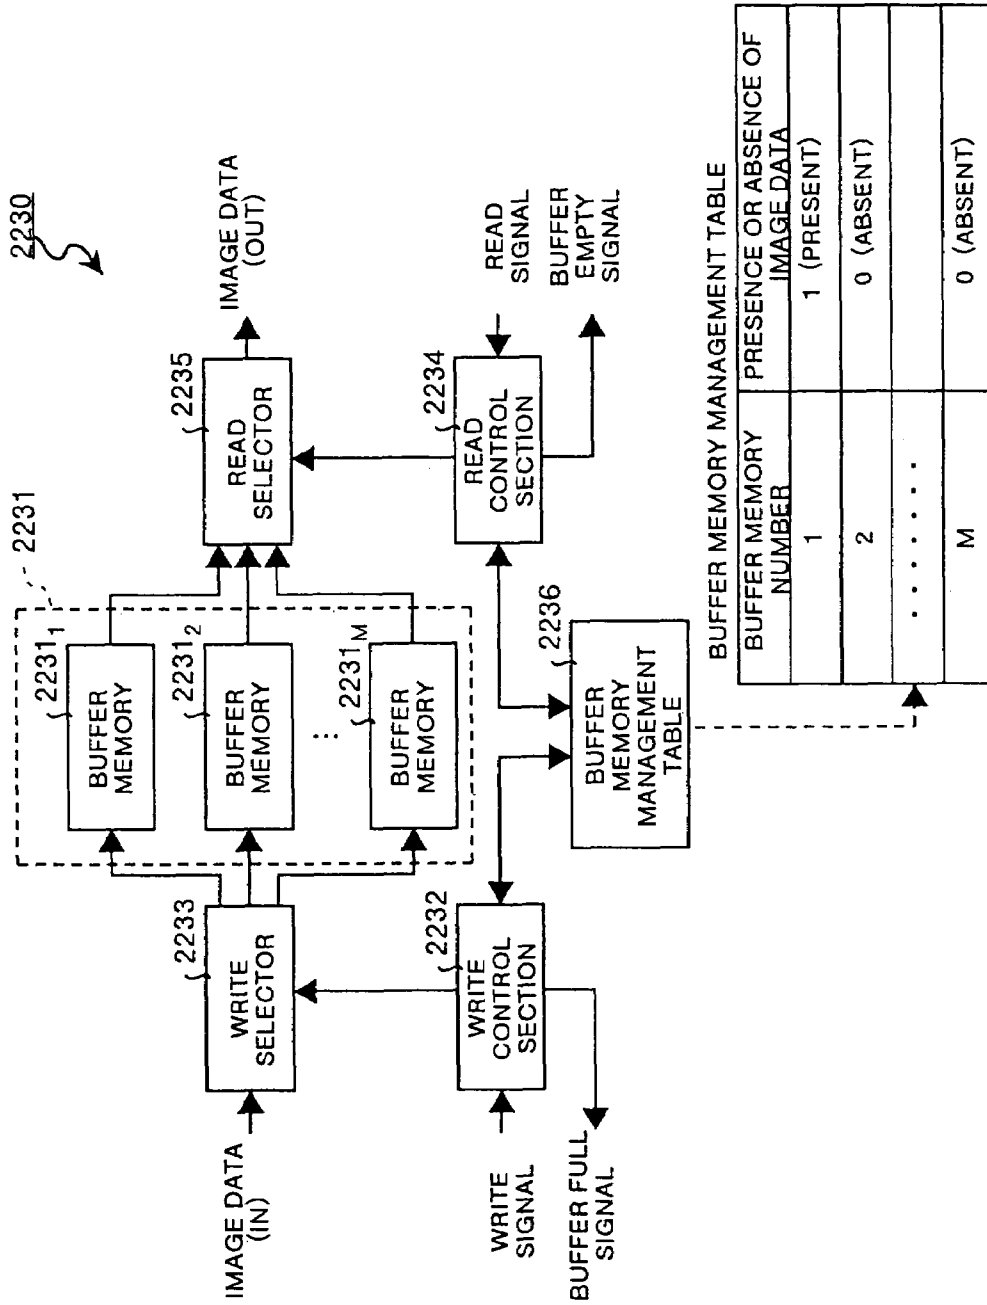 2230
2231
2231₁
BUFFER
MEMORY
2231₂
BUFFER
MEMORY
...
2231M
BUFFER
MEMORY
IMAGE DATA
(IN)
2233
WRITE
SELECTOR
2235
READ
SELECTOR
IMAGE DATA
(OUT)
WRITE
SIGNAL
BUFFER FULL
SIGNAL
2232
WRITE
CONTROL
SECTION
2234
READ
CONTROL
SECTION
READ
SIGNAL
BUFFER
EMPTY
SIGNAL
2236
BUFFER
MEMORY
MANAGEMENT
TABLE
BUFFER MEMORY MANAGEMENT TABLE
BUFFER MEMORY
NUMBER
PRESENCE OR ABSENCE OF
IMAGE DATA
1
1 (PRESENT)
2
0 (ABSENT)
. . . . . .
M
0 (ABSENT)